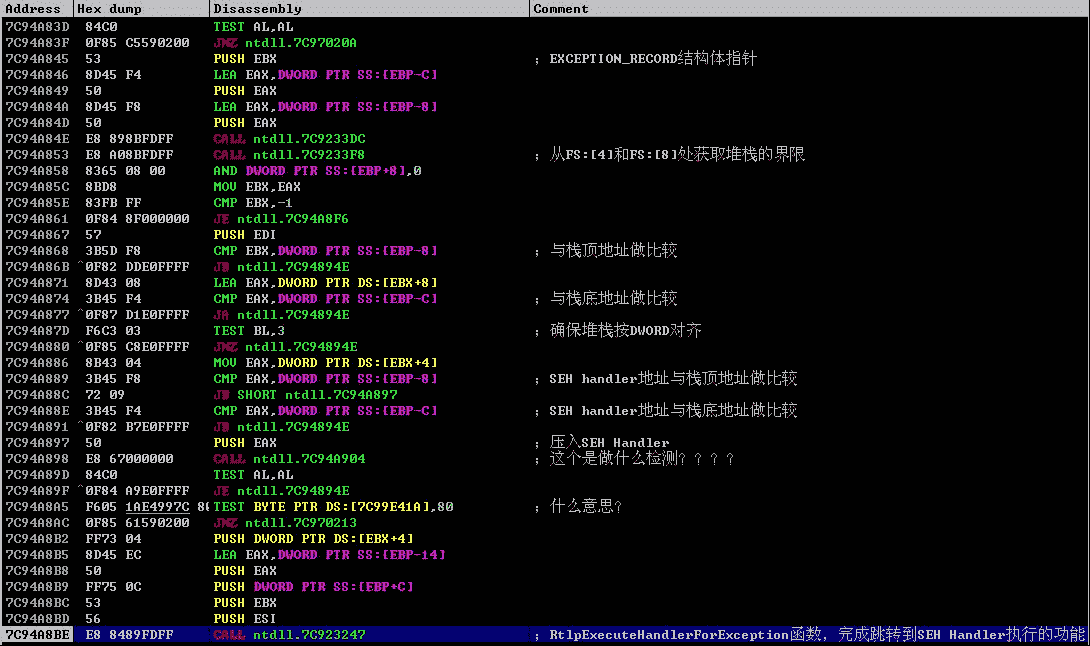 Address Hex dump Disassembly Comment
7C94A83D 84C0 TEST AL,AL
7C94A83F 0F85 C5590200 JNZ ntdll.7C97020A
7C94A845 53 PUSH EBX ; EXCEPTION_RECORD结构体指针
7C94A846 8D45 F4 LEA EAX,DWORD PTR SS:[EBP-C]
7C94A849 50 PUSH EAX
7C94A84A 8D45 F8 LEA EAX,DWORD PTR SS:[EBP-8]
7C94A84D 50 PUSH EAX
7C94A84E E8 898BFDFF CALL ntdll.7C9233DC
7C94A853 E8 A08BFDFF CALL ntdll.7C9233F8 ; 从FS:[4]和FS:[8]处获取堆栈的界限
7C94A858 8365 08 00 AND DWORD PTR SS:[EBP+8],0
7C94A85C 8BD8 MOV EBX,EAX
7C94A85E 83FB FF CMP EBX,-1
7C94A861 0F84 8F000000 JE ntdll.7C94A8F6
7C94A867 57 PUSH EDI
7C94A868 3B5D F8 CMP EBX,DWORD PTR SS:[EBP-8] ; 与栈顶地址做比较
7C94A86B ^0F82 DDE0FFFF JB ntdll.7C94894E
7C94A871 8D43 08 LEA EAX,DWORD PTR DS:[EBX+8]
7C94A874 3B45 F4 CMP EAX,DWORD PTR SS:[EBP-C] ; 与栈底地址做比较
7C94A877 ^0F87 D1E0FFFF JA ntdll.7C94894E
7C94A87D F6C3 03 TEST BL,3 ; 确保堆栈按DWORD对齐
7C94A880 ^0F85 C8E0FFFF JNZ ntdll.7C94894E
7C94A886 8B43 04 MOV EAX,DWORD PTR DS:[EBX+4]
7C94A889 3B45 F8 CMP EAX,DWORD PTR SS:[EBP-8] ; SEH handler地址与栈顶地址做比较
7C94A88C 72 09 JB SHORT ntdll.7C94A897
7C94A88E 3B45 F4 CMP EAX,DWORD PTR SS:[EBP-C] ; SEH handler地址与栈底地址做比较
7C94A891 ^0F82 B7E0FFFF JB ntdll.7C94894E
7C94A897 50 PUSH EAX ; 压入SEH Handler
7C94A898 E8 67000000 CALL ntdll.7C94A904 ; 这个是做什么检测？？？？
7C94A89D 84C0 TEST AL,AL
7C94A89F ^0F84 A9E0FFFF JE ntdll.7C94894E
7C94A8A5 F605 1AE4997C 80 TEST BYTE PTR DS:[7C99E41A],80 ; 什么意思？
7C94A8AC 0F85 61590200 JNZ ntdll.7C970213
7C94A8B2 FF73 04 PUSH DWORD PTR DS:[EBX+4]
7C94A8B5 8D45 EC LEA EAX,DWORD PTR SS:[EBP-14]
7C94A8B8 50 PUSH EAX
7C94A8B9 FF75 0C PUSH DWORD PTR SS:[EBP+C]
7C94A8BC 53 PUSH EBX
7C94A8BD 56 PUSH ESI
7C94A8BE E8 8489FDFF CALL ntdll.7C923247 ; RtlpExecuteHandlerForException函数，完成跳转到SEH Handler执行的功能